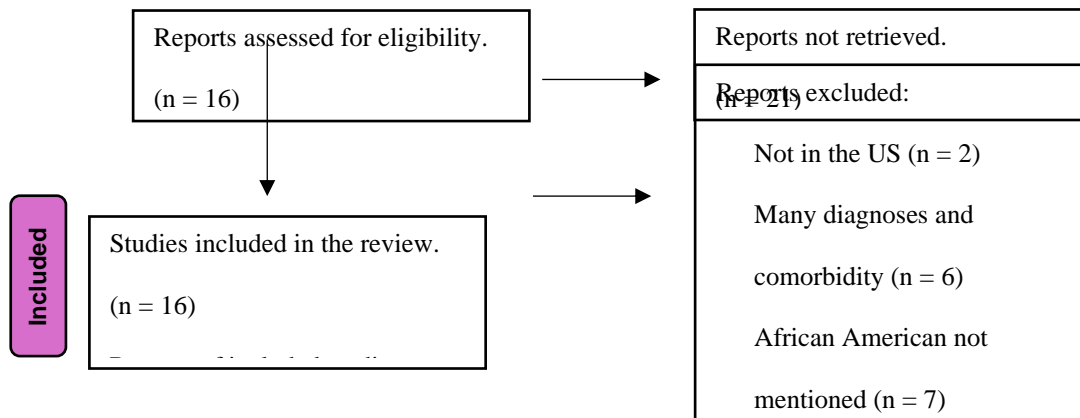 Reports assessed for eligibility.
(n = 16)
Reports not retrieved.
(n = 21)
Reports excluded:
Not in the US (n = 2)
Many diagnoses and
comorbidity (n = 6)
African American not
mentioned (n = 7)
Included
Studies included in the review.
(n = 16)